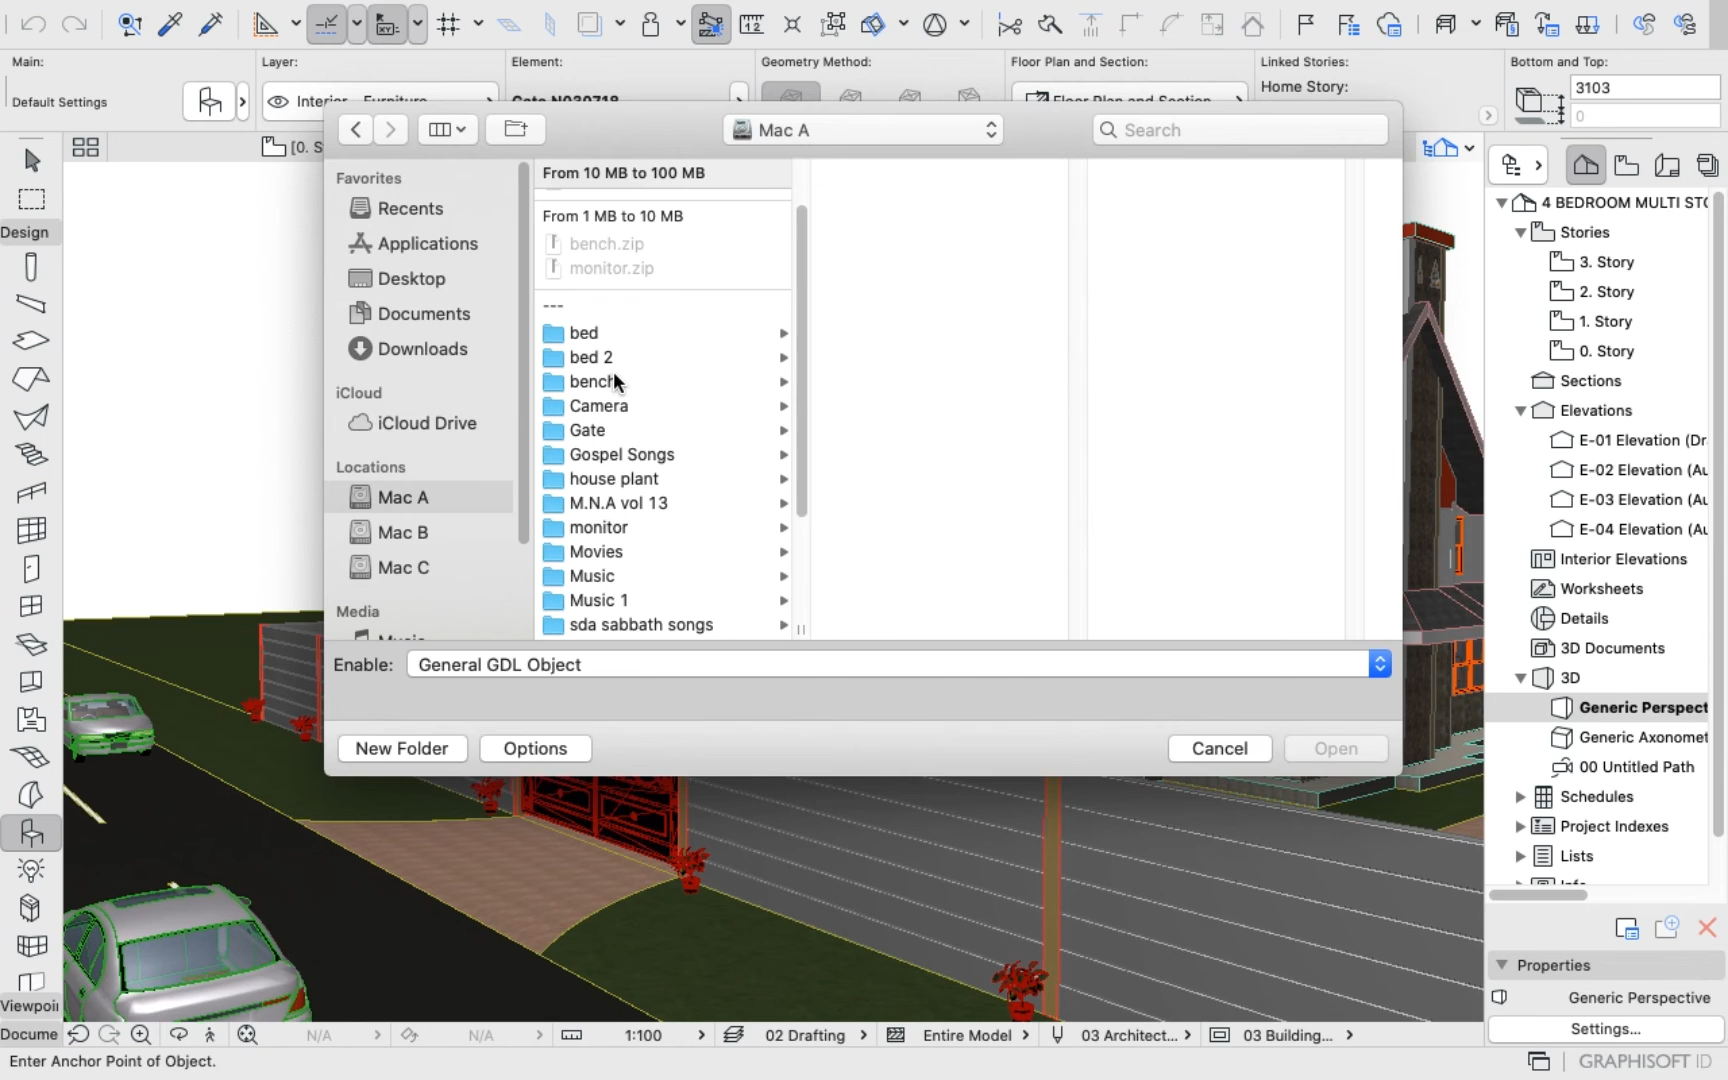 Main:
Layer:
Element:
Geometry Method:
Floor Plan and Section:
Linked Stories:
Bottom and Top:
Default Settings
Interior
Furniture
Home Story:
3103
0
Mac A
Search
[0. S
Favorites
Recents
Applications
Desktop
Documents
Downloads
iCloud
iCloud Drive
Locations
Mac A
Mac B
Mac C
Media
From 10 MB to 100 MB
From 1 MB to 10 MB
bench.zip
monitor.zip
---
bed
bed 2
bench
Camera
Gate
Gospel Songs
house plant
M.N.A vol 13
monitor
Movies
Music
Music 1
sda sabbath songs
Enable:
General GDL Object
New Folder
Options
Cancel
Open
Design
Viewpoi
Docume
4 BEDROOM MULTI STO
Stories
3. Story
2. Story
1. Story
0. Story
Sections
Elevations
E-01 Elevation (Dr
E-02 Elevation (Au
E-03 Elevation (Au
E-04 Elevation (Au
Interior Elevations
Worksheets
Details
3D Documents
3D
Generic Perspect
Generic Axonomet
00 Untitled Path
Schedules
Project Indexes
Lists
Properties
Generic Perspective
Settings...
N/A
N/A
1:100
02 Drafting
Entire Model
03 Architect...
03 Building...
Enter Anchor Point of Object.
GRAPHISOFT ID